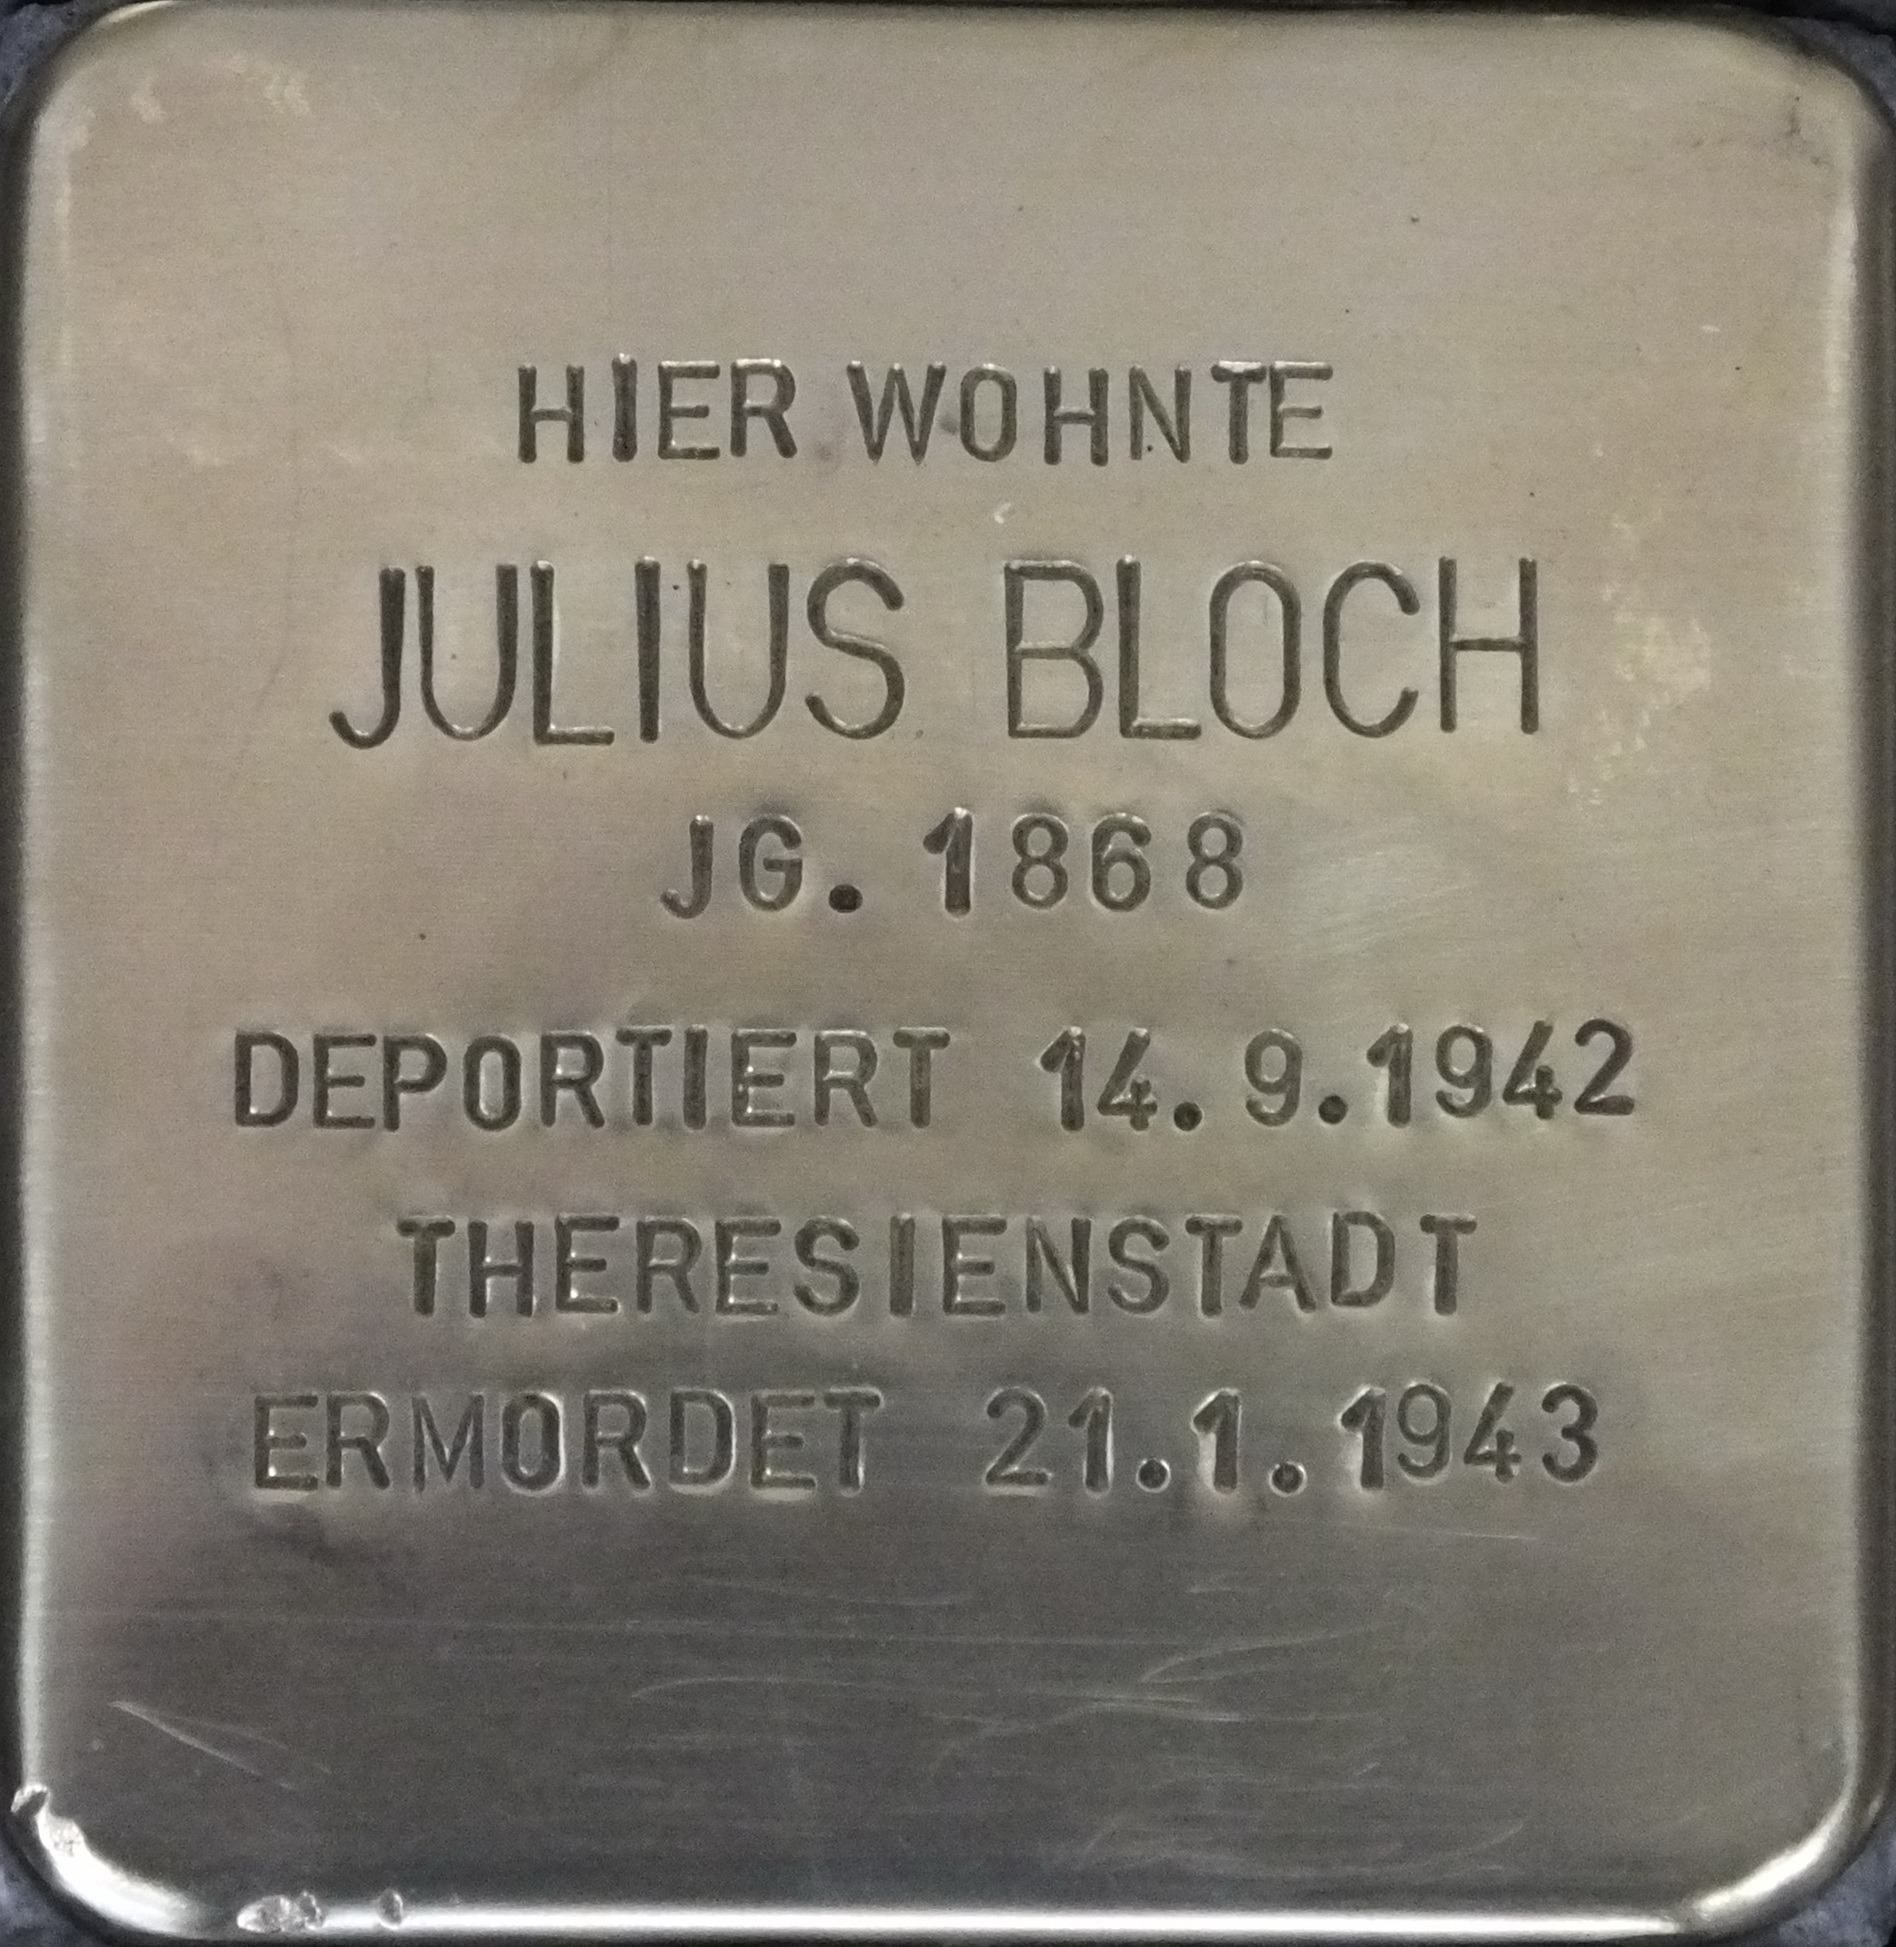 HIER WOHNTE
JULIUS BLOCH
JG. 1868
DEPORTIERT 14.9.1942
THERESIENSTADT
ERMORDET 21.1.1943